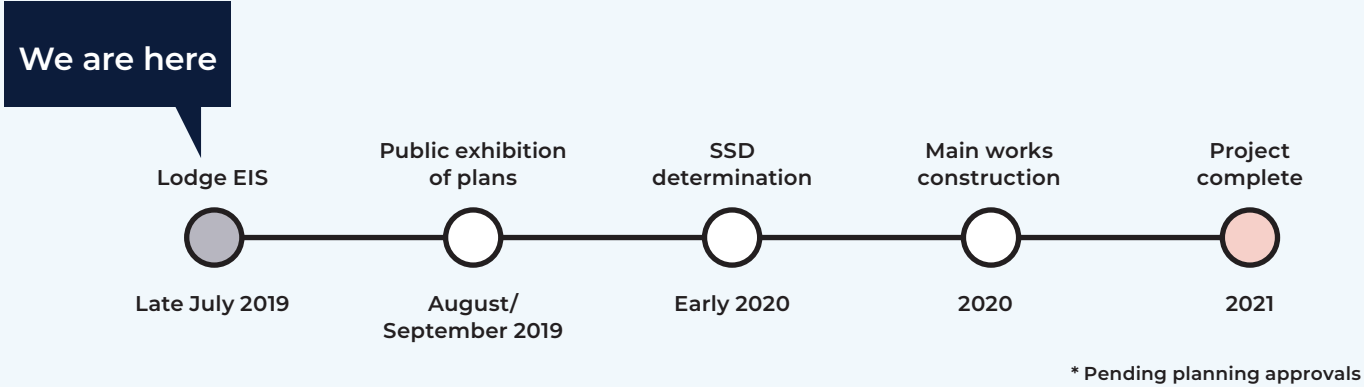 We are here
Lodge EIS
Late July 2019
Public exhibition
of plans
August/
September 2019
SSD
determination
Early 2020
Main works
construction
2020
Project
complete
2021
* Pending planning approvals